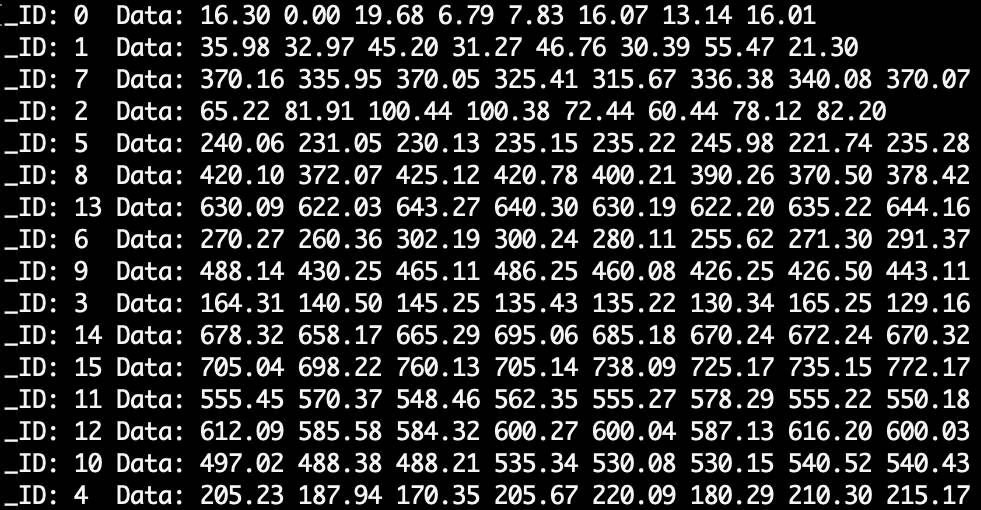 _ID: 0  Data: 16.30 0.00 19.68 6.79 7.83 16.07 13.14 16.01
_ID: 1  Data: 35.98 32.97 45.20 31.27 46.76 30.39 55.47 21.30
_ID: 7  Data: 370.16 335.95 370.05 325.41 315.67 336.38 340.08 370.07
_ID: 2  Data: 65.22 81.91 100.44 100.38 72.44 60.44 78.12 82.20
_ID: 5  Data: 240.06 231.05 230.13 235.15 235.22 245.98 221.74 235.28
_ID: 8  Data: 420.10 372.07 425.12 420.78 400.21 390.26 370.50 378.42
_ID: 13 Data: 630.09 622.03 643.27 640.30 630.19 622.20 635.22 644.16
_ID: 6  Data: 270.27 260.36 302.19 300.24 280.11 255.62 271.30 291.37
_ID: 9  Data: 488.14 430.25 465.11 486.25 460.08 426.25 426.50 443.11
_ID: 3  Data: 164.31 140.50 145.25 135.43 135.22 130.34 165.25 129.16
_ID: 14 Data: 678.32 658.17 665.29 695.06 685.18 670.24 672.24 670.32
_ID: 15 Data: 705.04 698.22 760.13 705.14 738.09 725.17 735.15 772.17
_ID: 11 Data: 555.45 570.37 548.46 562.35 555.27 578.29 555.22 550.18
_ID: 12 Data: 612.09 585.58 584.32 600.27 600.04 587.13 616.20 600.03
_ID: 10 Data: 497.02 488.38 488.21 535.34 530.08 530.15 540.52 540.43
_ID: 4  Data: 205.23 187.94 170.35 205.67 220.09 180.29 210.30 215.17